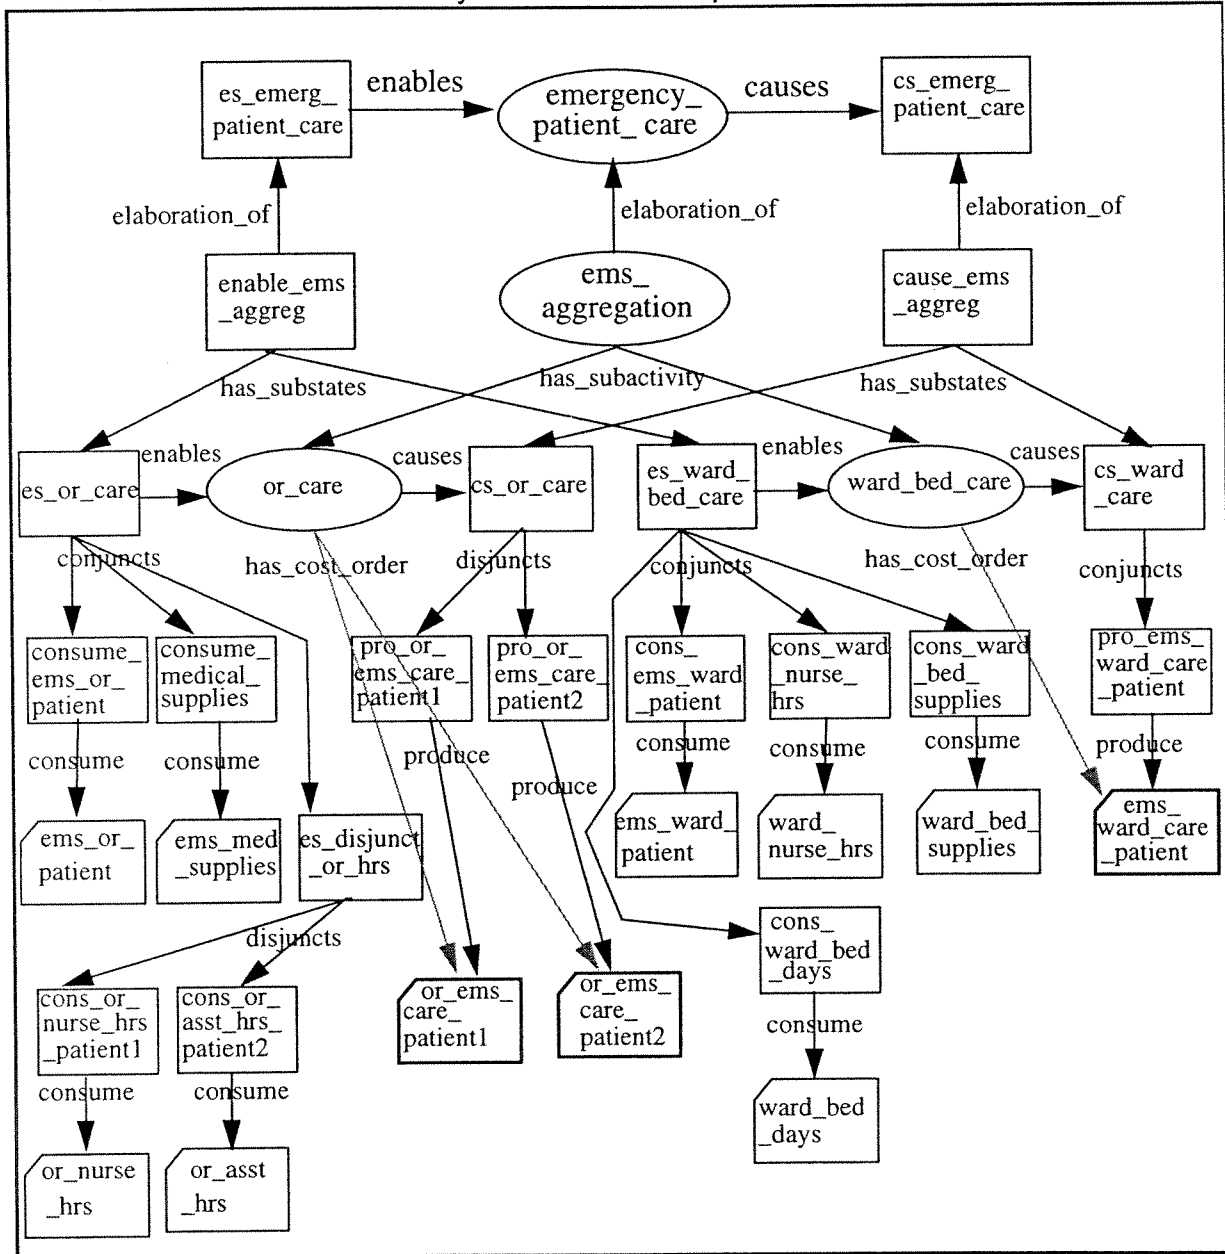 es_emerg_
patient_care
enables
emergency_
patient_ care
causes
cs_emerg_
patient_care
elaboration_of
elaboration_of
elaboration_of
enable_ems
_aggreg
ems_
aggregation
cause_ems
_aggreg
has_substates
has_subactivity
has_substates
es_or_care
enables
or_care
causes
cs_or_care
es_ward_
bed_care
enables
ward_bed_care
causes
cs_ward
_care
conjuncts
has_cost_order
disjuncts
conjuncts
has_cost_order
conjuncts
consume_
ems_or_
patient
consume_
medical_
supplies
pro_or_
ems_care_
patient1
pro_or_
ems_care_
patient2
cons_
ems_ward
_patient
cons_ward
_nurse_
hrs
cons_ward
_bed_
supplies
pro_ems_
ward_care
_patient
consume
consume
produce
produce
consume
consume
consume
produce
ems_or_
patient
ems_med
_supplies
es_disjunct
_or_hrs
ems_ward_
patient
ward_
nurse_hrs
ward_bed_
supplies
ems_
ward_care
_patient
disjuncts
cons_or_
nurse_hrs
_patient1
cons_or_
asst_hrs_
patient2
or_ems_
care_
patient1
or_ems_
care_
patient2
cons_
ward_bed
_days
consume
consume
consume
or_nurse
_hrs
or_asst
_hrs
ward_bed
_days